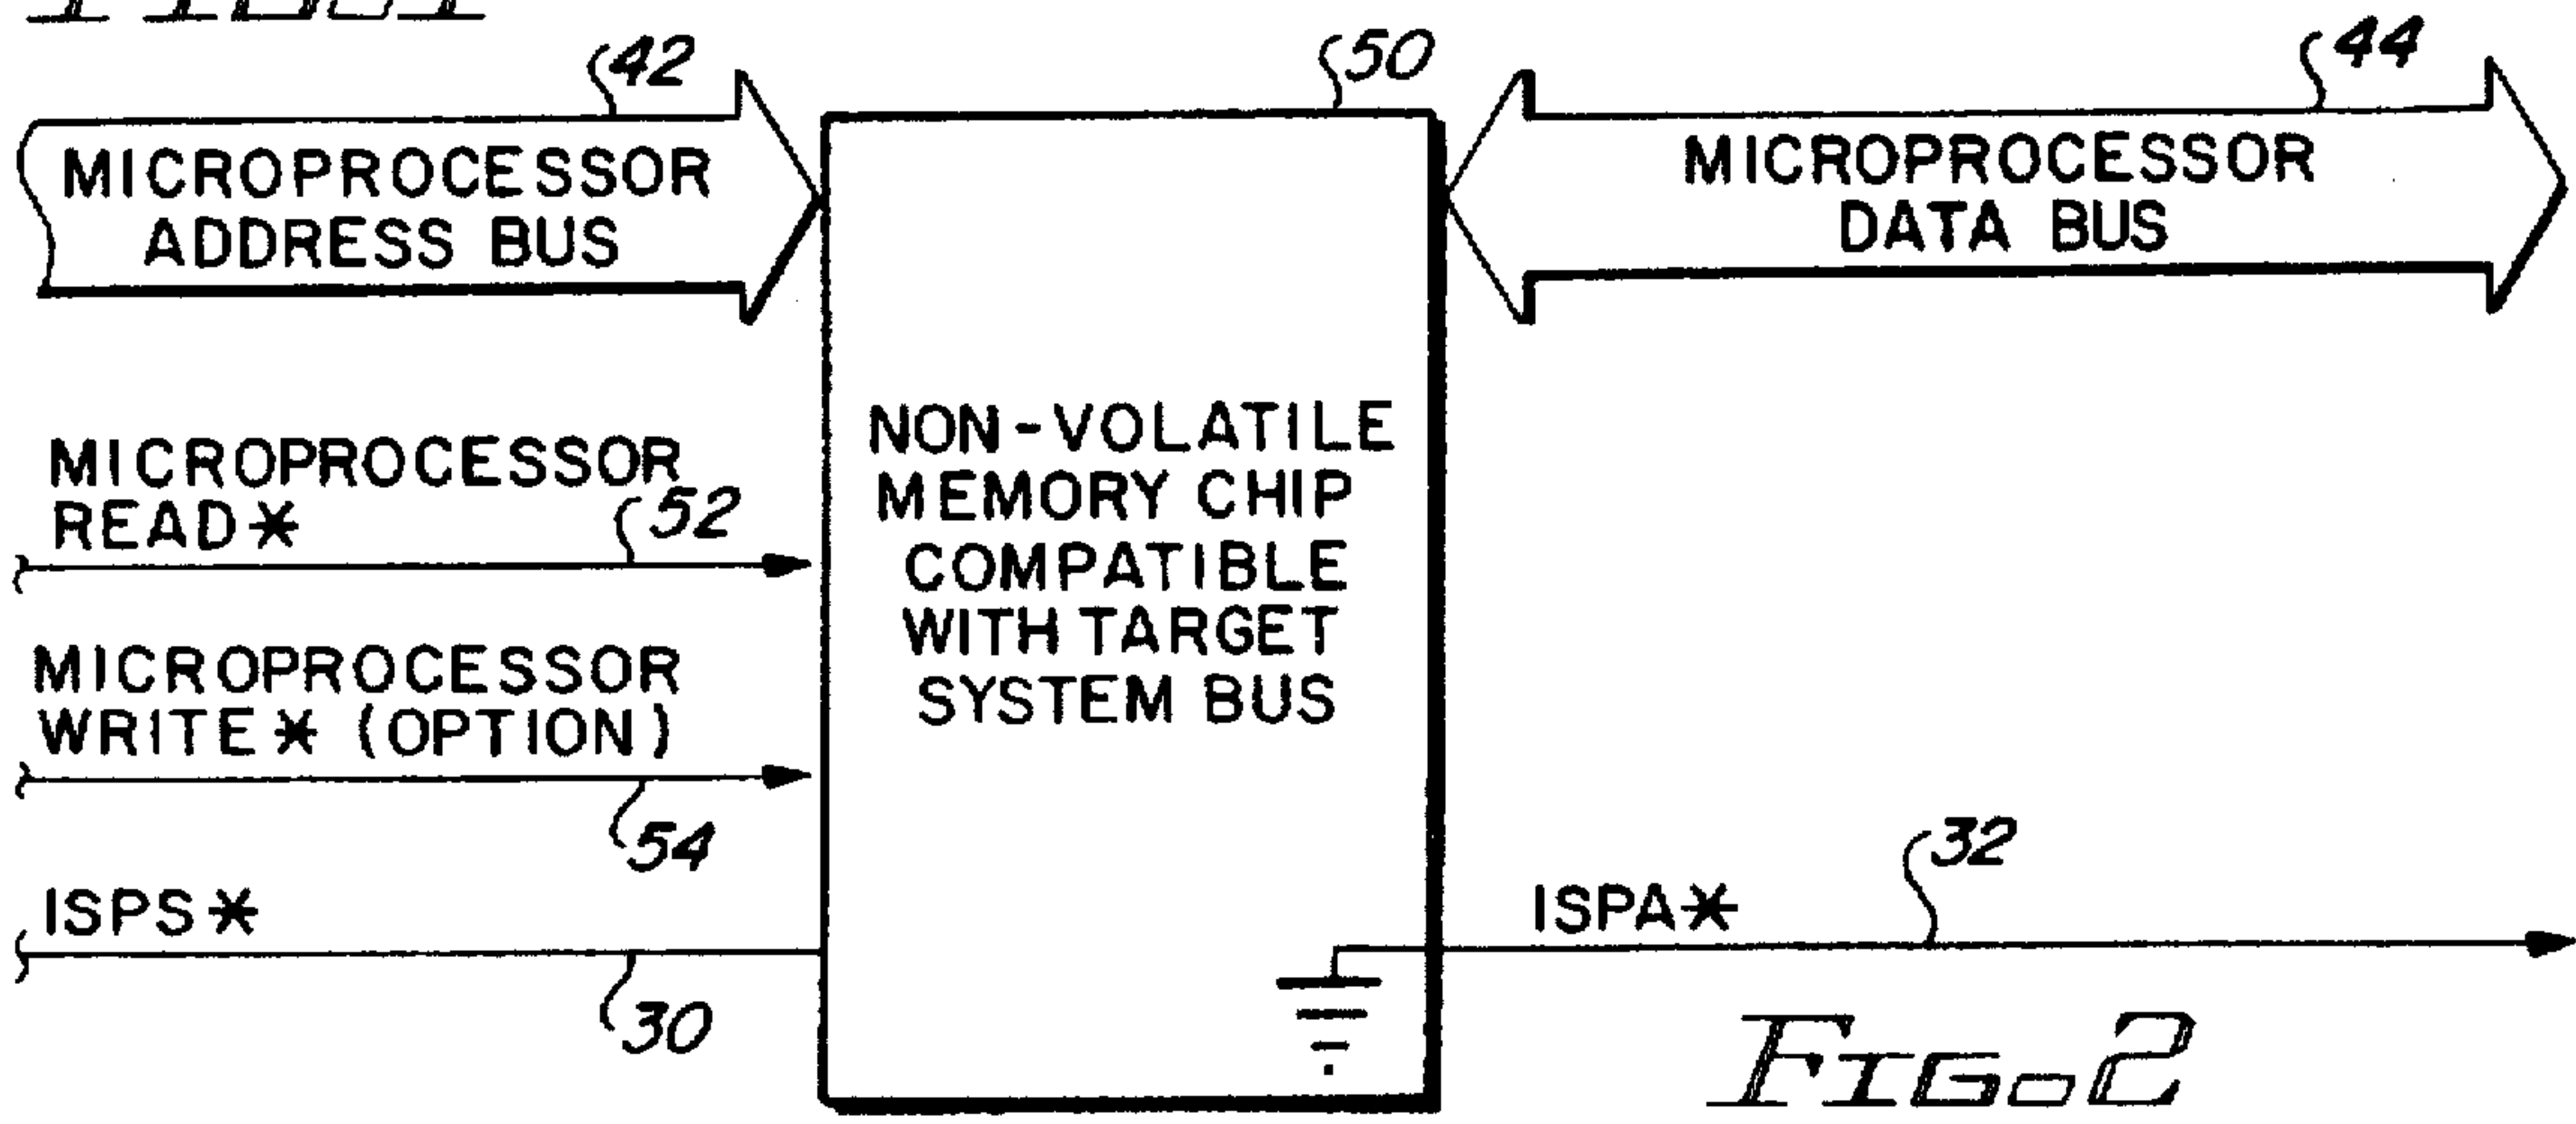 42
50
44
MICROPROCESSOR
ADDRESS BUS
MICROPROCESSOR
DATA BUS
NON-VOLATILE
MEMORY CHIP
COMPATIBLE
WITH TARGET
SYSTEM BUS
MICROPROCESSOR
READ*
52
MICROPROCESSOR
WRITE* (OPTION)
54
ISPS*
30
ISPA*
32
FIG. 2